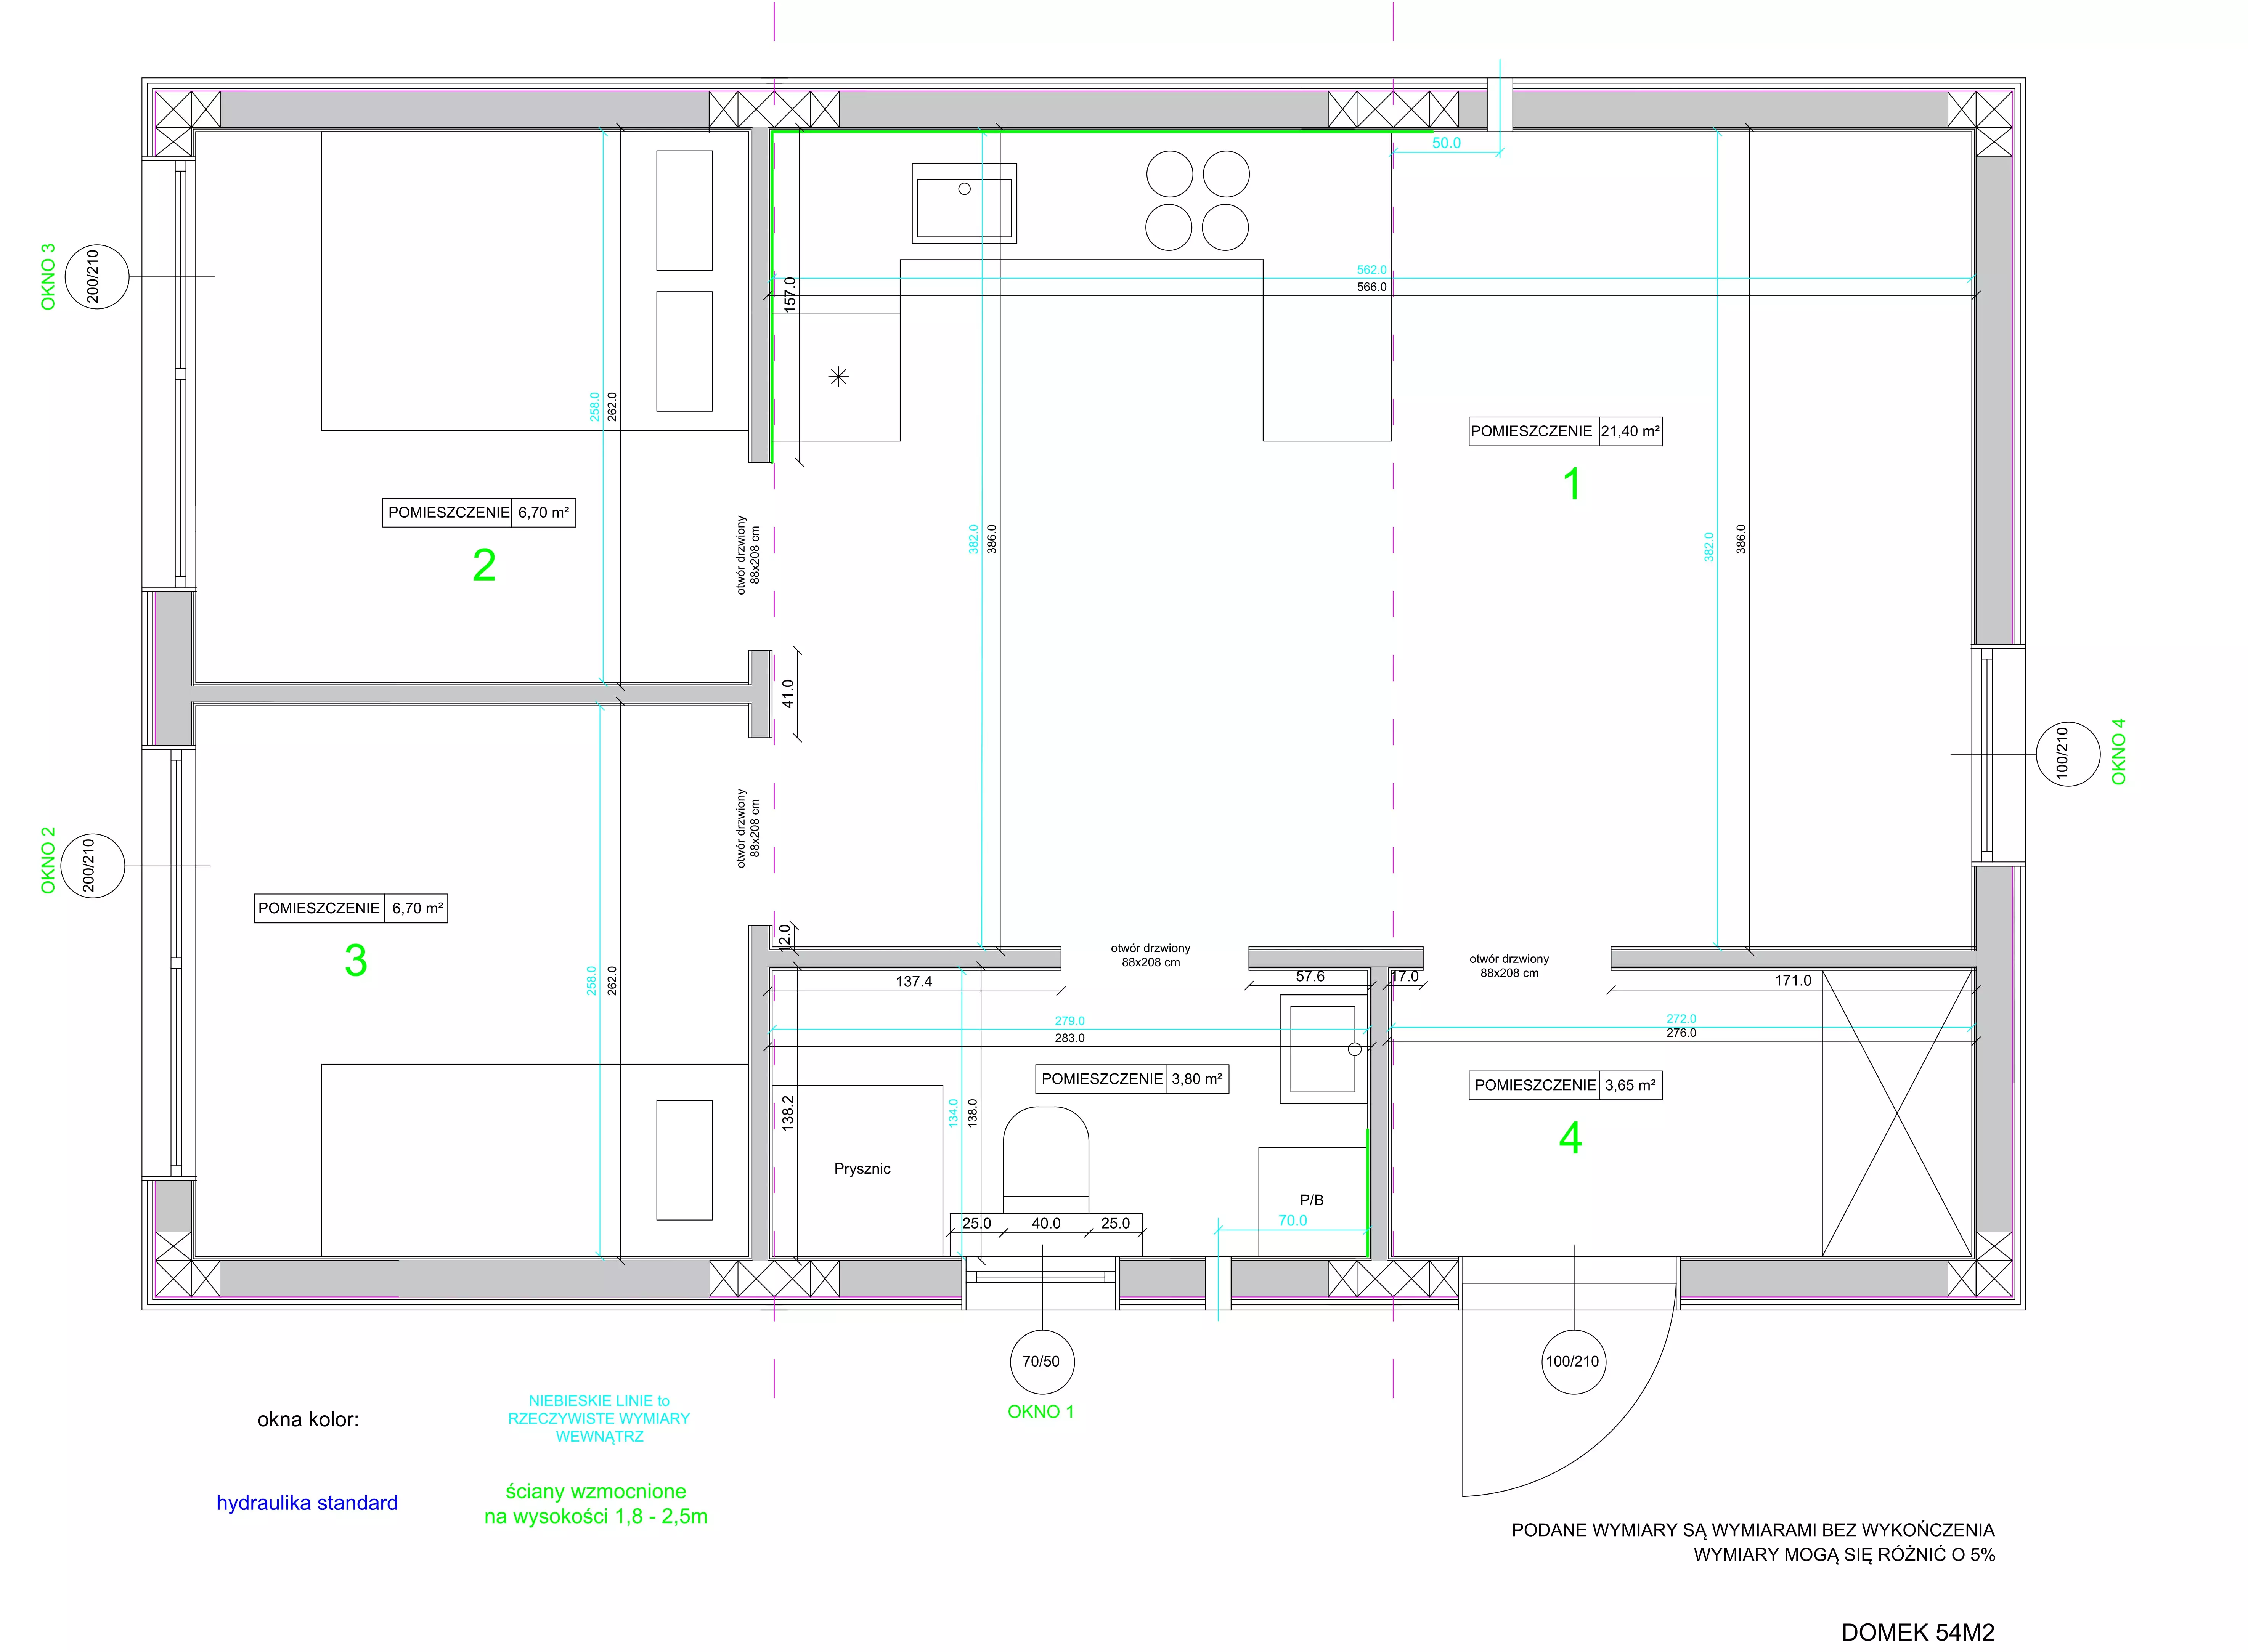 50.0
OKNO 3
200/210
562.0
566.0
157.0
258.0
262.0
POMIESZCZENIE 21,40 m²
1
POMIESZCZENIE 6,70 m²
2
otwór drzwiony
88x208 cm
382.0
386.0
382.0
386.0
41.0
OKNO 4
100/210
OKNO 2
200/210
otwór drzwiony
88x208 cm
POMIESZCZENIE 6,70 m²
3
258.0
262.0
12.0
otwór drzwiony
88x208 cm
otwór drzwiony
88x208 cm
137.4
57.6
17.0
171.0
279.0
283.0
272.0
276.0
POMIESZCZENIE 3,80 m²
POMIESZCZENIE 3,65 m²
4
138.2
134.0
138.0
Prysznic
P/B
25.0
40.0
25.0
70.0
70/50
OKNO 1
100/210
okna kolor:
NIEBIESKIE LINIE to
RZECZYWISTE WYMIARY
WEWNĄTRZ
hydraulika standard
ściany wzmocnione
na wysokości 1,8 - 2,5m
PODANE WYMIARY SĄ WYMIARAMI BEZ WYKOŃCZENIA
WYMIARY MOGĄ SIĘ RÓŻNIĆ O 5%
DOMEK 54M2